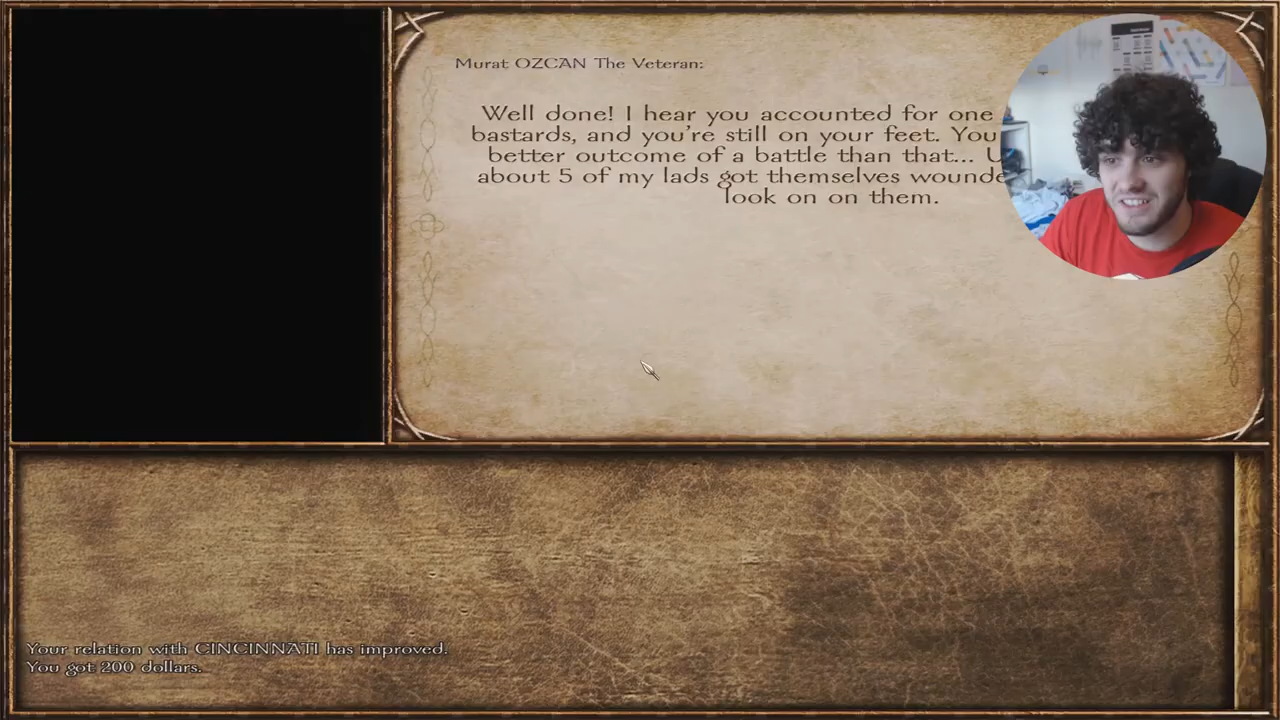 Murat OZCAN The Veteran:
Well done! I hear you accounted for one
bastards, and you're still on your feet. You
better outcome of a battle than that...
about 5 of my lads got themselves
look on on them.
Your relation with CINCINNATI has improved.
You got 200 dollars.